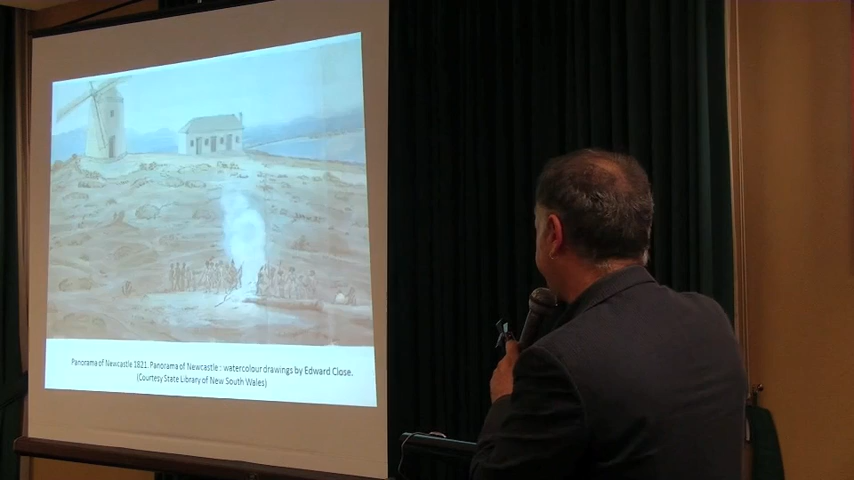 Panorama of Newcastle 1821. Panorama of Newcastle : watercolour drawings by Edward Close.
(Courtesy State Library of New South Wales)